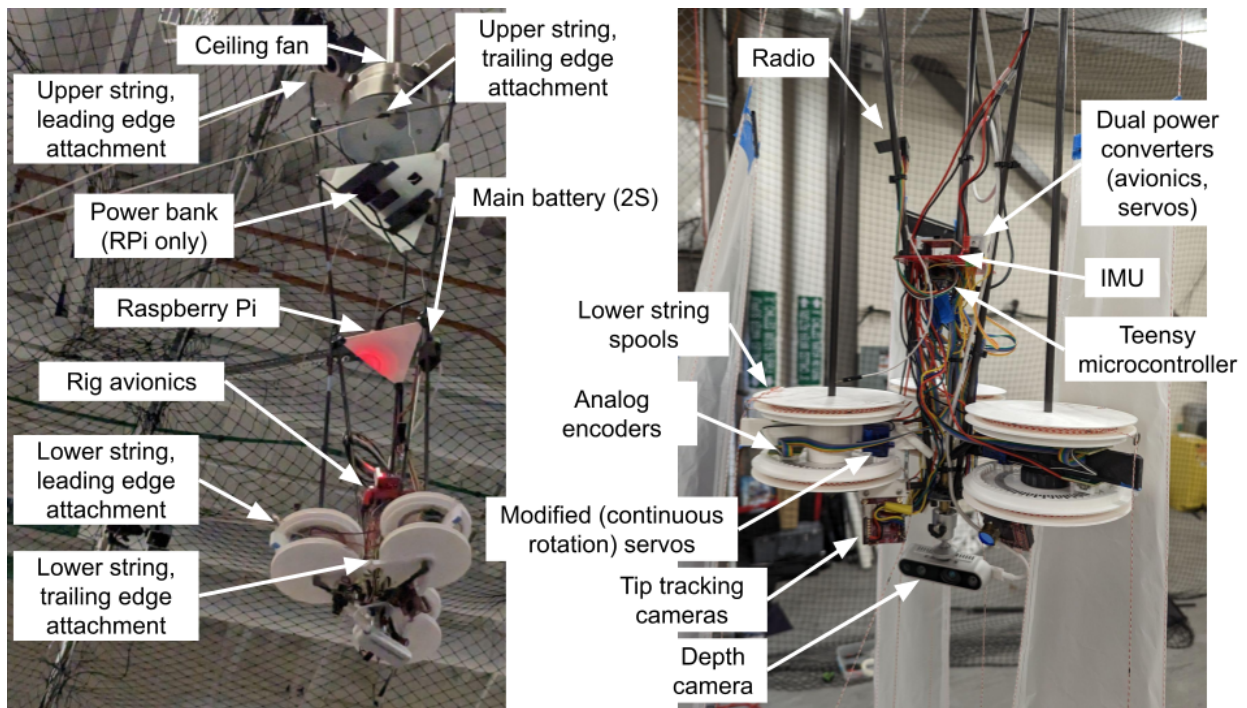 Ceiling fan
Upper string,
trailing edge
attachment
Upper string,
leading edge
attachment
Power bank
(RPi only)
Main battery (2S)
Raspberry Pi
Rig avionics
Lower string,
leading edge
attachment
Lower string,
trailing edge
attachment
Radio
Dual power
converters
(avionics,
servos)
IMU
Lower string
spools
Teensy
microcontroller
Analog
encoders
Modified (continuous
rotation) servos
Tip tracking
cameras
Depth
camera